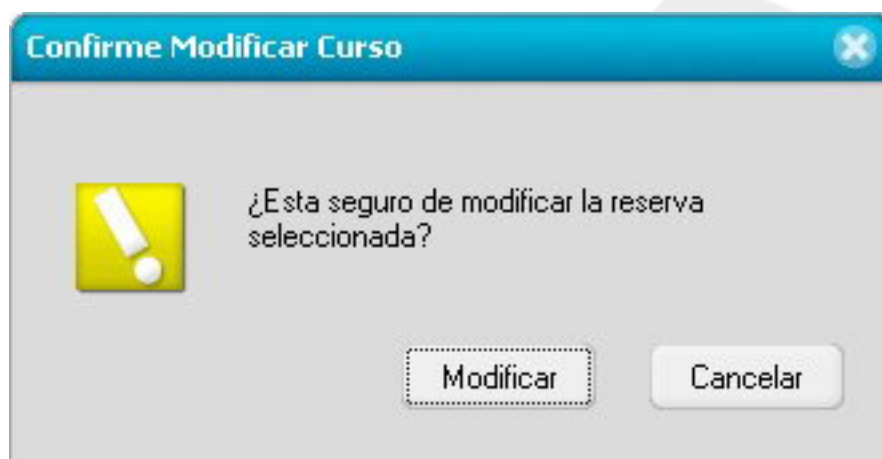 Confirme Modificar Curso
¿Esta seguro de modificar la reserva
seleccionada?
Modificar
Cancelar